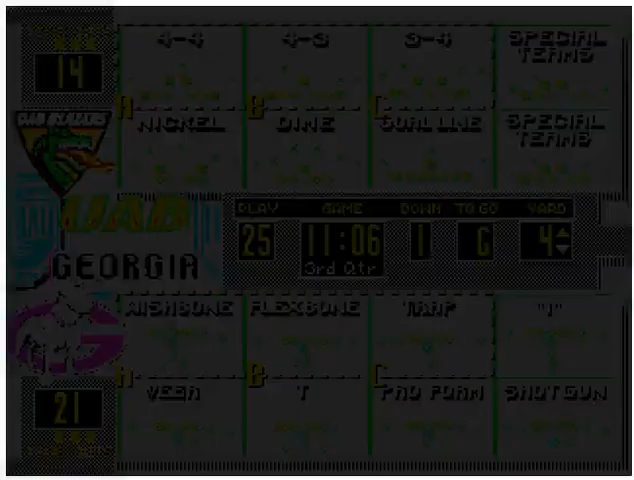 14
4-4 4-3 3-4 SPECIAL TEAMS
A B C
NICKEL DIME GOAL LINE SPECIAL TEAMS
UAB
GEORGIA
PLAY GAME DOWN TO GO YARD
25 11:06 1 G 4
3rd Qtr
WISHBONE FLEXBONE TRAP "I"
A B C
VEER T PRO FORM SHOTGUN
21